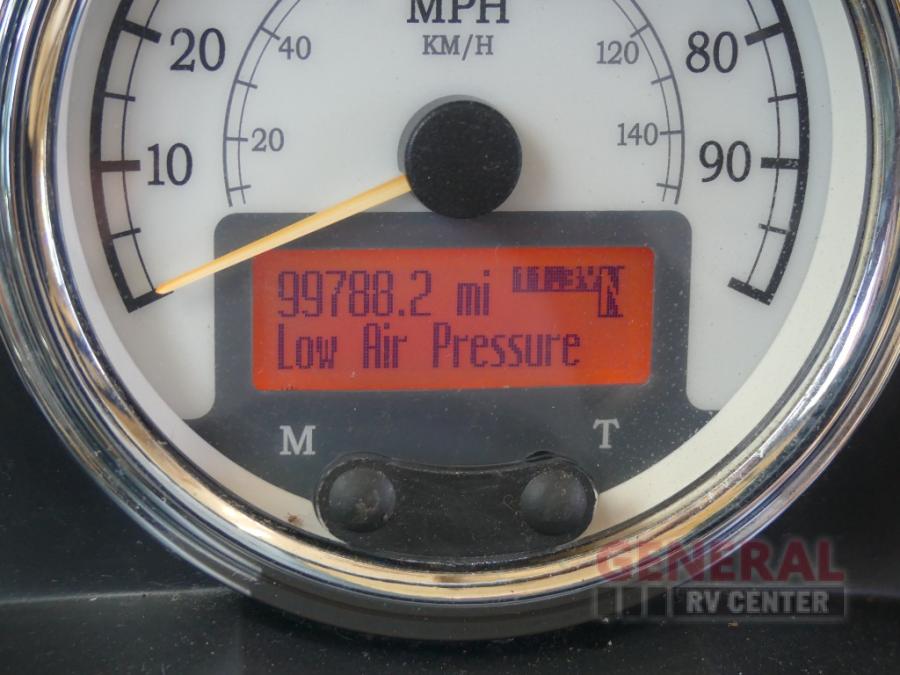 MPH
KM/H
20 40 120 80
10 20 140 90
99788.2 mi N
Low Air Pressure
M T
GENERAL
RV CENTER